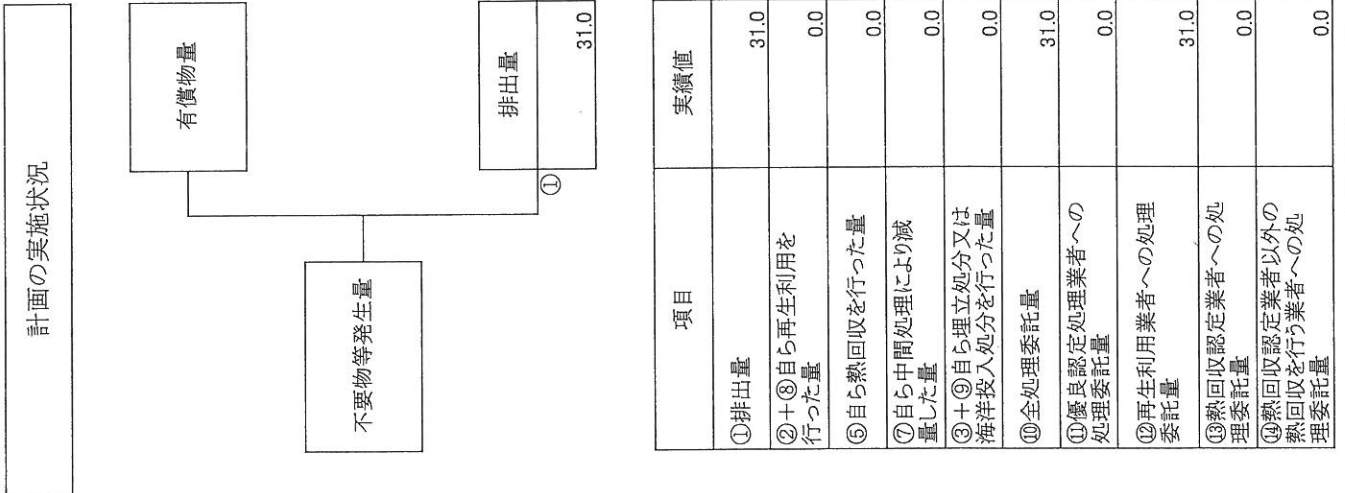 計画の実施状況
有償物量
不要物等発生量
排出量
①
31.0
項目
実績値
①排出量
31.0
②+⑧自ら再生利用を
行った量
0.0
⑤自ら熱回収を行った量
0.0
⑦自ら中間処理により減
量した量
0.0
③+⑨自ら埋立処分又は
海洋投入処分を行った量
0.0
⑩全処理委託量
31.0
⑪優良認定処理業者への
処理委託量
0.0
⑫再生利用業者への処理
委託量
31.0
⑬熱回収認定業者への処
理委託量
0.0
⑭熱回収認定業者以外の
熱回収を行う業者への処
理委託量
0.0